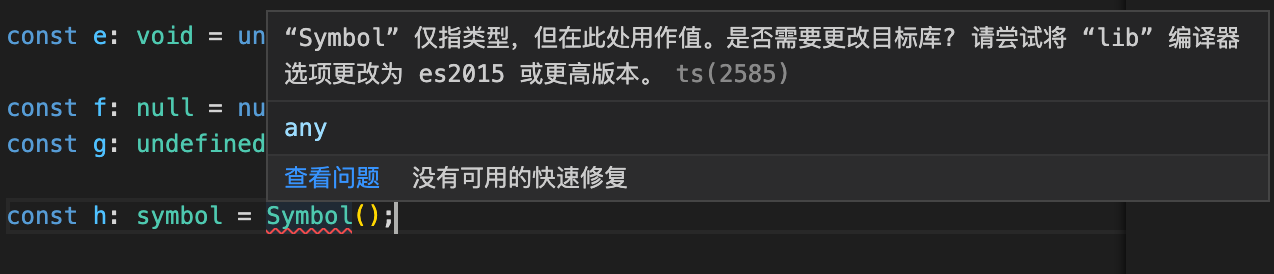 const e: void = un
“Symbol” 仅指类型，但在此处用作值。是否需要更改目标库? 请尝试将 “lib” 编译器
选项更改为 es2015 或更高版本。 ts(2585)
const f: null = nu
any
const g: undefined
查看问题 没有可用的快速修复
const h: symbol = Symbol();